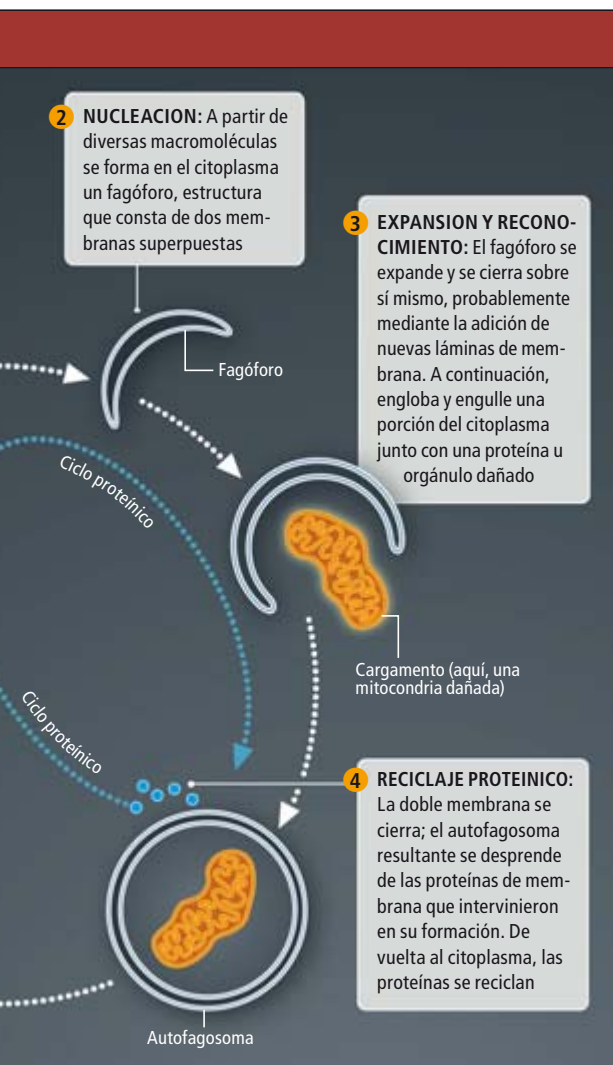 2 NUCLEACION: A partir de
diversas macromoléculas
se forma en el citoplasma
un fagóforo, estructura
que consta de dos mem-
branas superpuestas
Fagóforo
3 EXPANSION Y RECONO-
CIMIENTO: El fagóforo se
expande y se cierra sobre
sí mismo, probablemente
mediante la adición de
nuevas láminas de mem-
brana. A continuación,
engloba y engulle una
porción del citoplasma
junto con una proteína u
orgánulo dañado
Ciclo proteínico
Cargamento (aquí, una
mitocondria dañada)
Ciclo proteínico
4 RECICLAJE PROTEINICO:
La doble membrana se
cierra; el autofagosoma
resultante se desprende
de las proteínas de mem-
brana que intervinieron
en su formación. De
vuelta al citoplasma, las
proteínas se reciclan
Autofagosoma